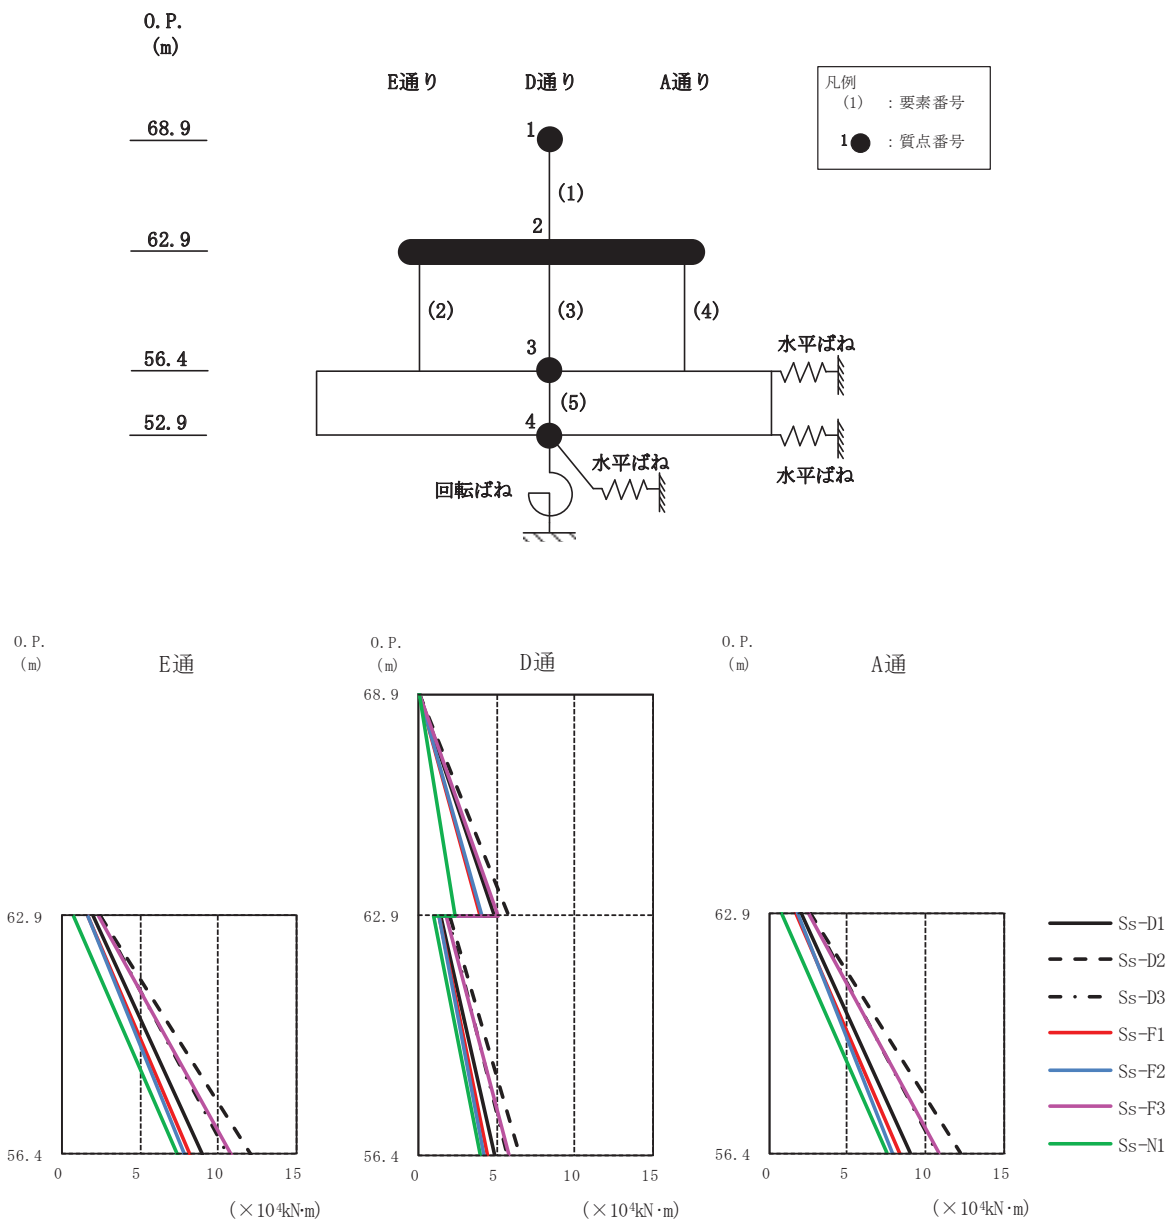 O.P.
(m)
E通り
D通り
A通り
凡例
(1) ：要素番号
1 ：質点番号
68.9
1
(1)
2
62.9
(2)
(3)
(4)
3
56.4
水平ばね
(5)
4
52.9
水平ばね
水平ばね
回転ばね
O.P.
(m)
E通
62.9
56.4
0
5
10
15
(×10⁴kN·m)
O.P.
(m)
D通
68.9
62.9
56.4
0
5
10
15
(×10⁴kN·m)
O.P.
(m)
A通
62.9
56.4
0
5
10
15
(×10⁴kN·m)
Ss-D1
Ss-D2
Ss-D3
Ss-F1
Ss-F2
Ss-F3
Ss-N1